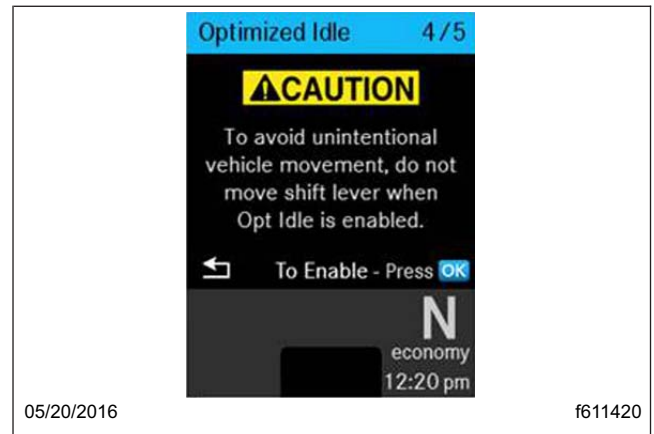 Optimized Idle 4/5
CAUTION
To avoid unintentional
vehicle movement, do not
move shift lever when
Opt Idle is enabled.
To Enable - Press OK
N
economy
12:20 pm
05/20/2016 f611420